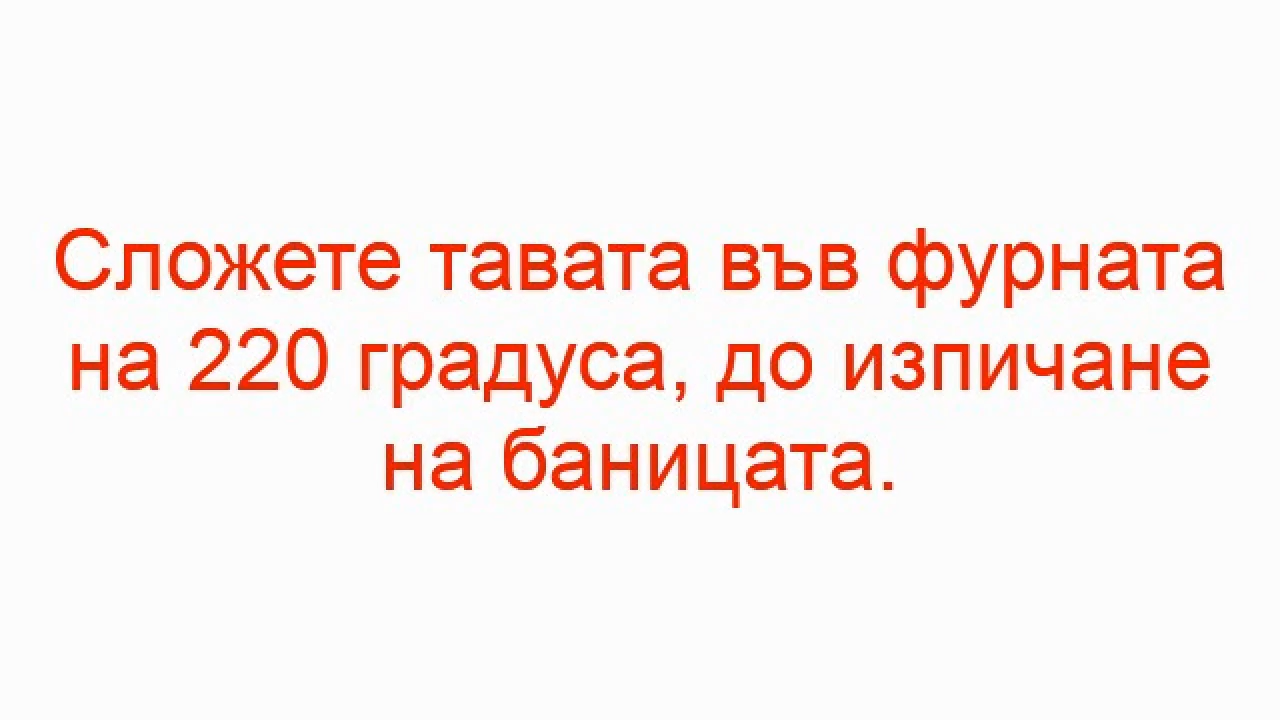 Сложете тавата във фурната
на 220 градуса, до изпичане
на баницата.